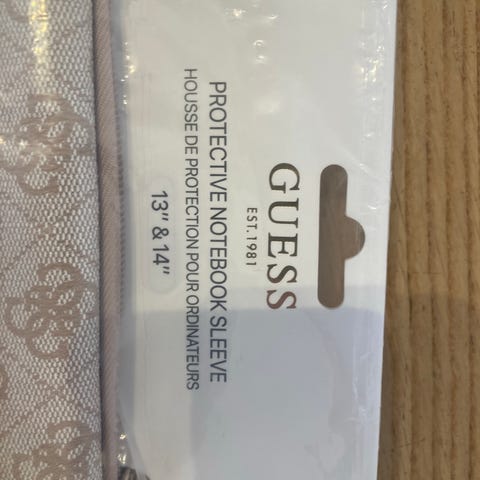 GUESS
EST. 1981
PROTECTIVE NOTEBOOK SLEEVE
HOUSSE DE PROTECTION POUR ORDINATEURS
13" & 14"